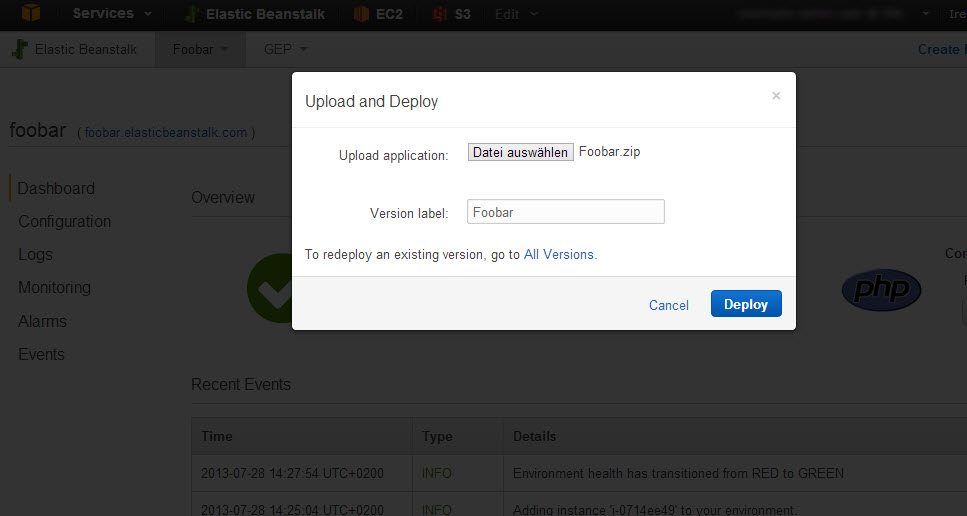 Services Elastic Beanstalk EC2 S3 Edit
Elastic Beanstalk Foobar GEP Create
foobar ( foobar.elasticbeanstalk.com )
Dashboard
Configuration
Logs
Monitoring
Alarms
Events
Overview
Upload and Deploy ×
Upload application: Datei auswählen Foobar.zip
Version label: Foobar
To redeploy an existing version, go to All Versions.
Cancel Deploy
php
Recent Events
Time Type Details
2013-07-28 14:27:54 UTC+0200 INFO Environment health has transitioned from RED to GREEN
2013-07-28 14:25:04 UTC+0200 INFO Adding instance 'i-0714ee49' to your environment.